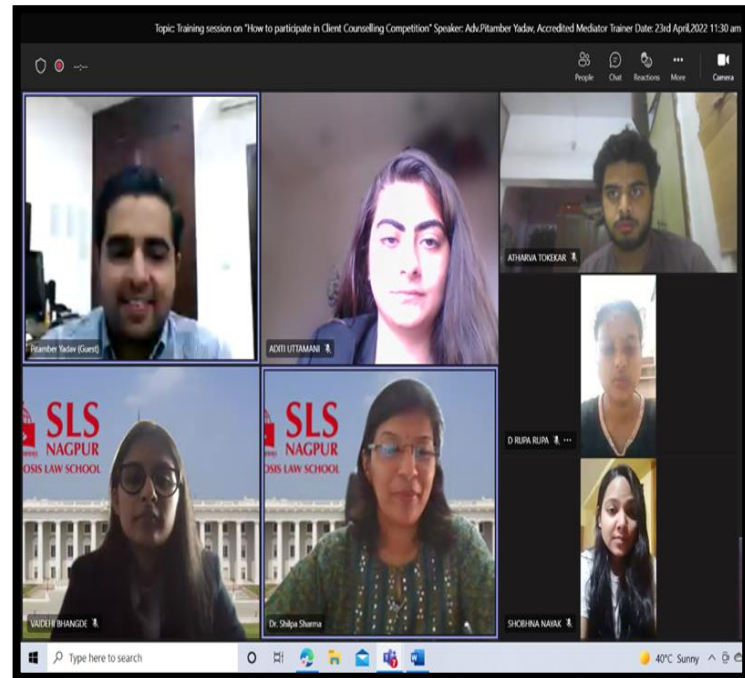 Topic: Training session on "How to participate in Client Counselling Competition" Speaker: Adv.Pitamber Yadav, Accredited Mediator Trainer Date: 23rd April,2022 11:30 am
--:--
People Chat Reactions More Camera
Pitamber Yadav (Guest)
ADITI UTTAMANI
ATHARVA TOKEKAR
D RUPA RUPA
SLS
NAGPUR
OSIS LAW SCHOOL
VAIDEHI BHANGDE
SLS
NAGPUR
OSIS LAW SCHOOL
Dr. Shilpa Sharma
SHOBHNA NAYAK
Type here to search
40°C Sunny